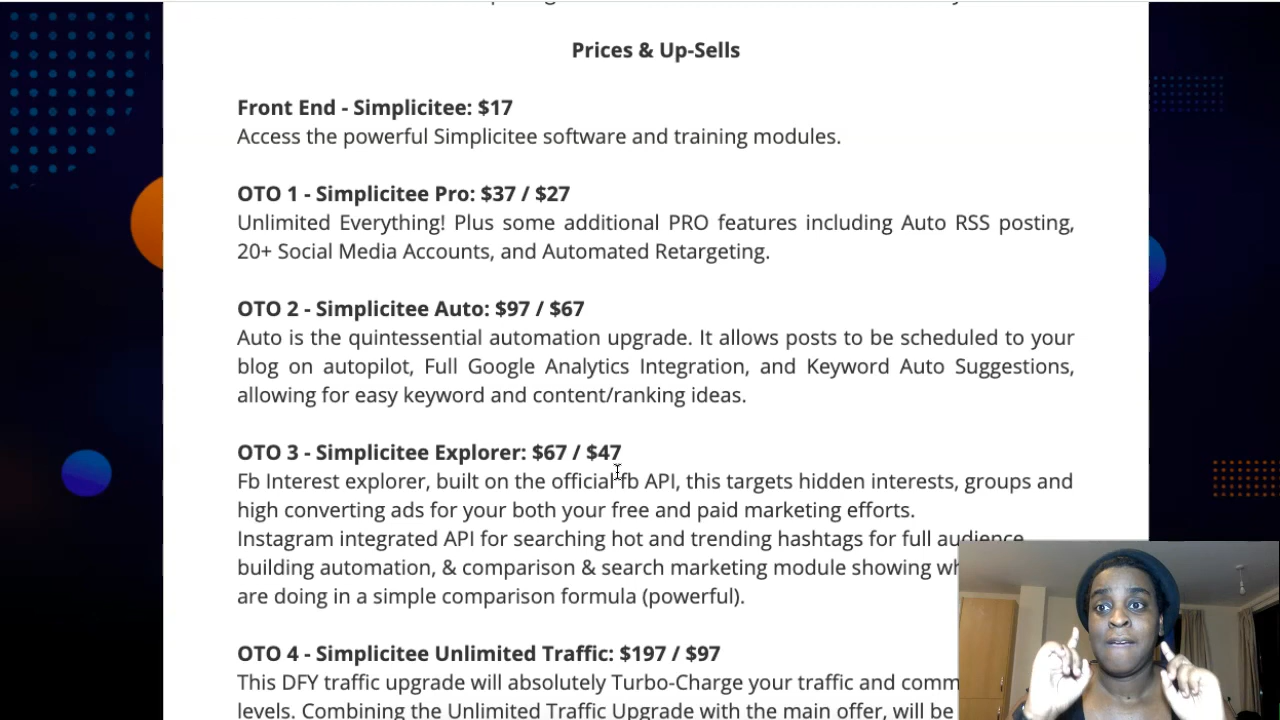 Prices & Up-Sells
Front End - Simplicitee: $17
Access the powerful Simplicitee software and training modules.
OTO 1 - Simplicitee Pro: $37 / $27
Unlimited Everything! Plus some additional PRO features including Auto RSS posting,
20+ Social Media Accounts, and Automated Retargeting.
OTO 2 - Simplicitee Auto: $97 / $67
Auto is the quintessential automation upgrade. It allows posts to be scheduled to your
blog on autopilot, Full Google Analytics Integration, and Keyword Auto Suggestions,
allowing for easy keyword and content/ranking ideas.
OTO 3 - Simplicitee Explorer: $67 / $47
Fb Interest explorer, built on the official fb API, this targets hidden interests, groups and
high converting ads for your both your free and paid marketing efforts.
Instagram integrated API for searching hot and trending hashtags for full audience
building automation, & comparison & search marketing module showing
are doing in a simple comparison formula (powerful).
OTO 4 - Simplicitee Unlimited Traffic: $197 / $97
This DFY traffic upgrade will absolutely Turbo-Charge your traffic and
levels. Combining the Unlimited Traffic Upgrade with the main offer, will be